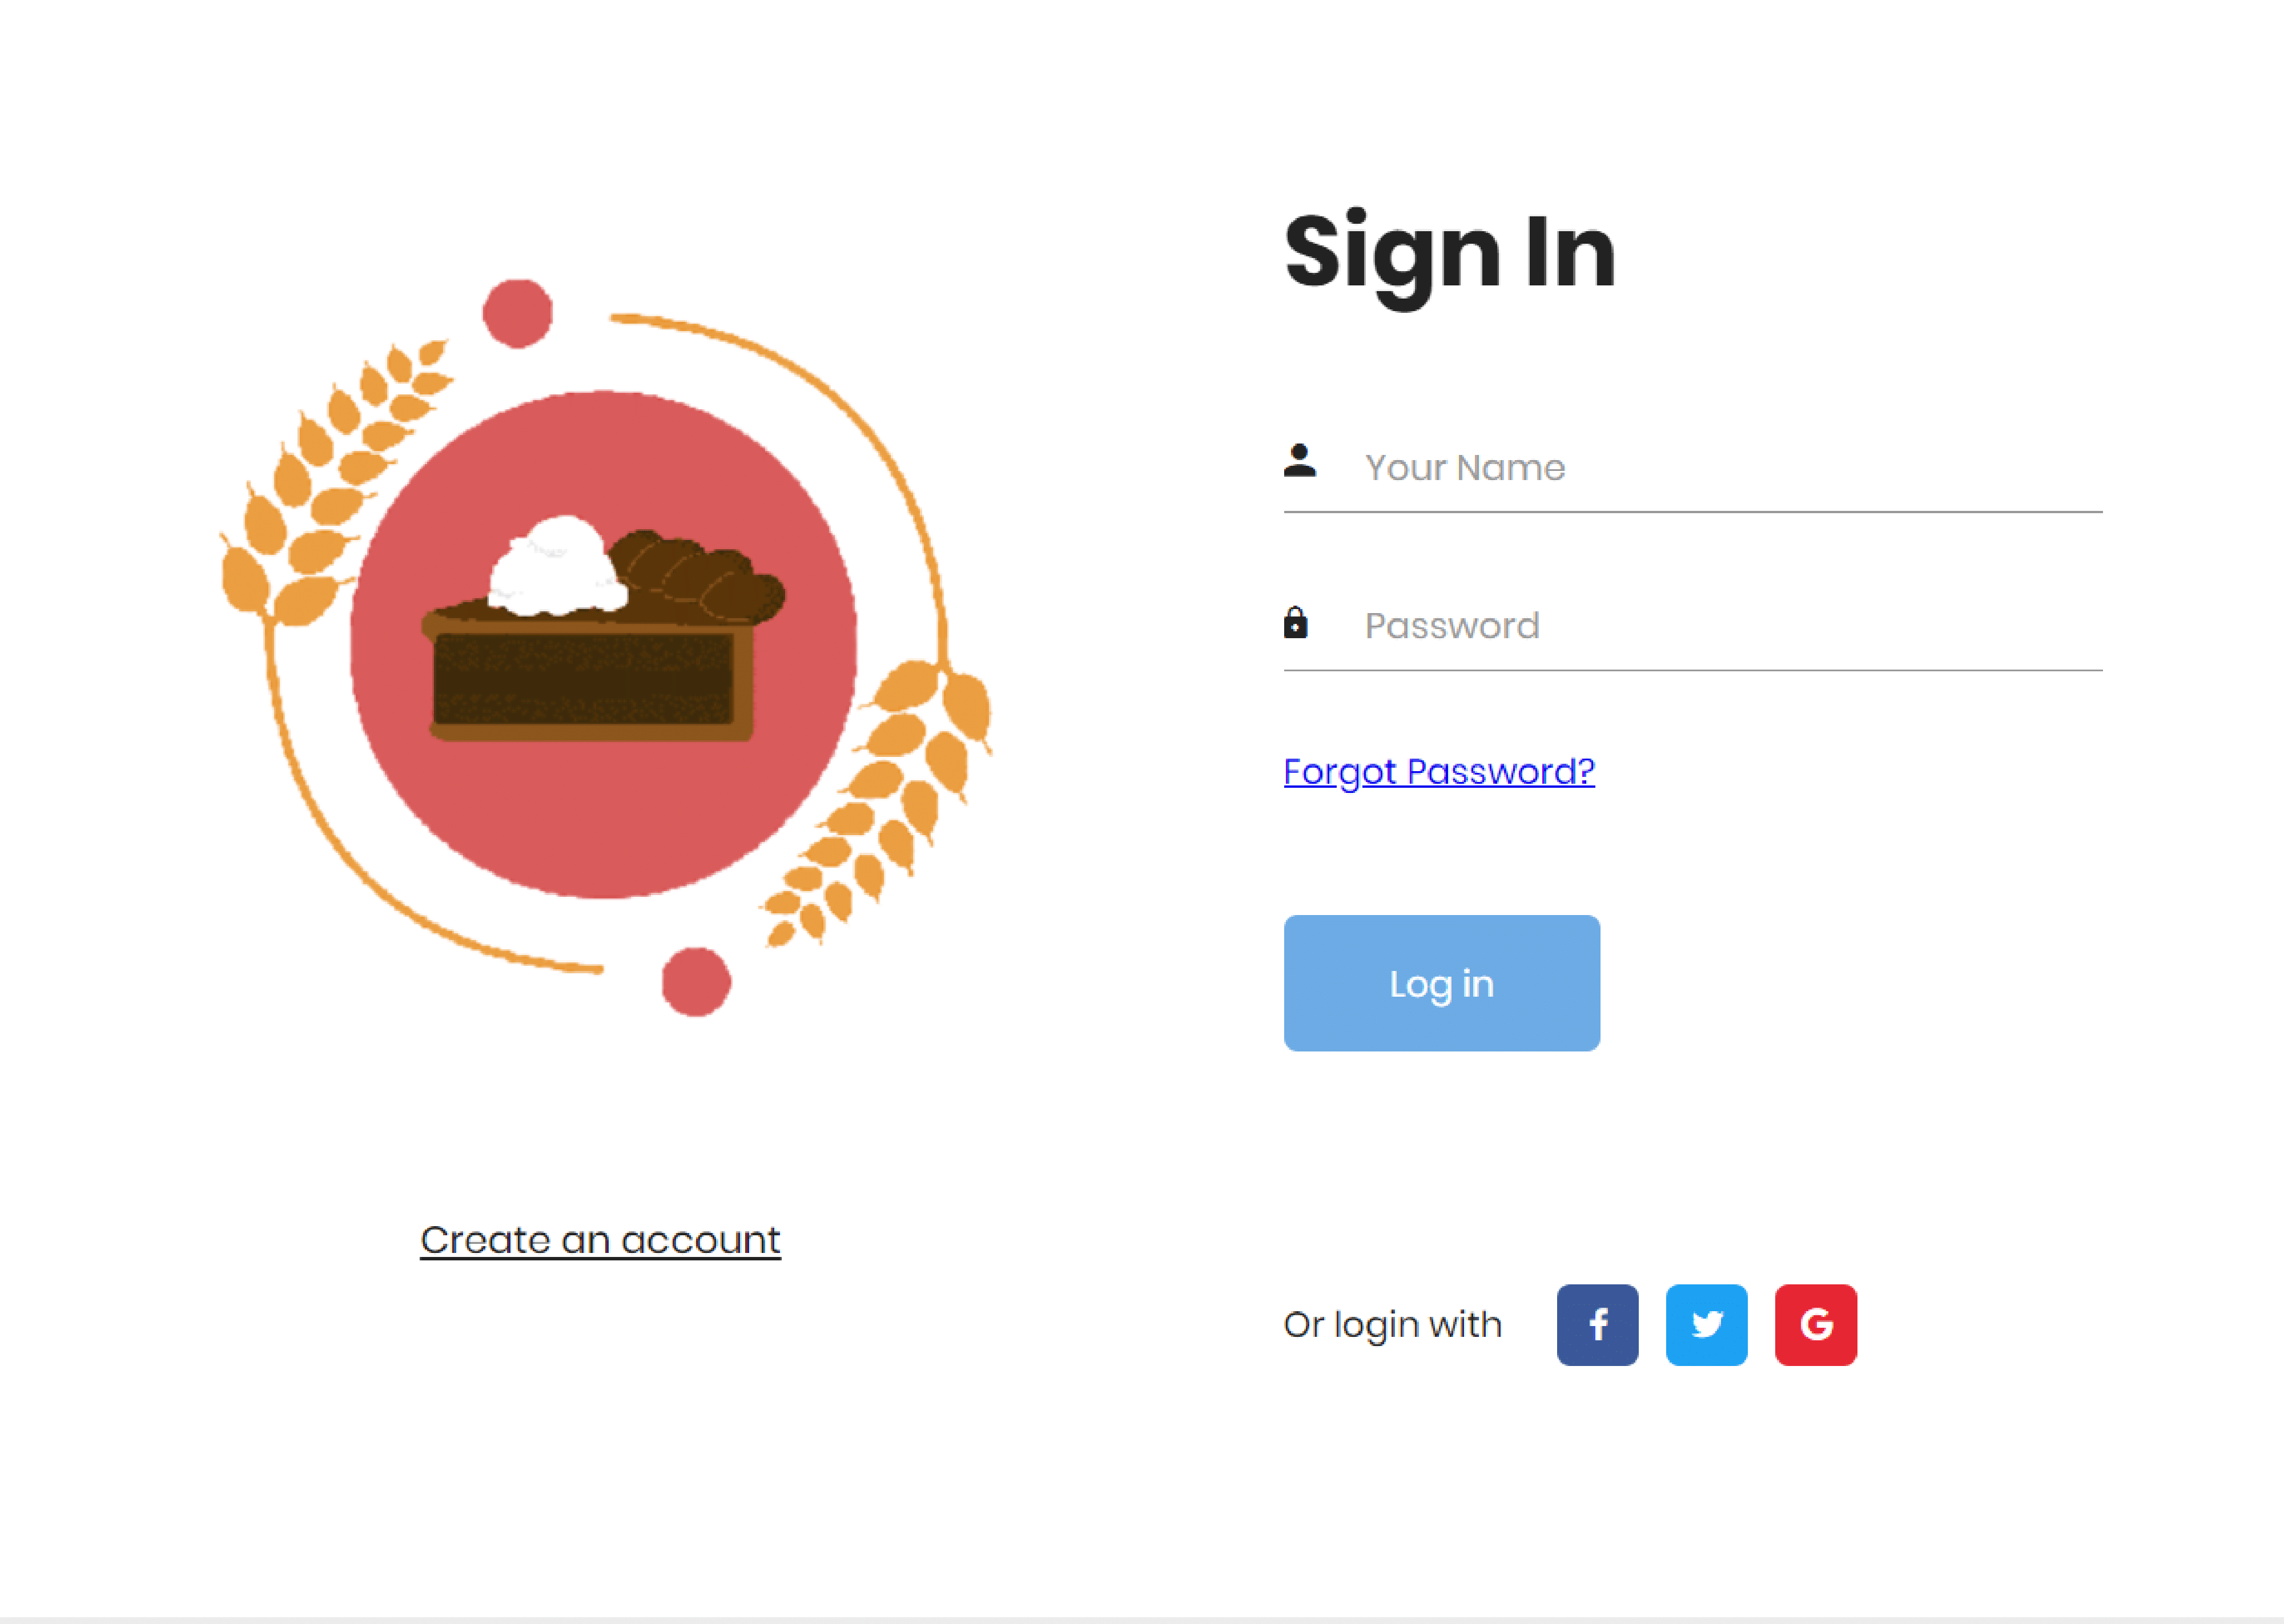 Sign In
Your Name
Password
Forgot Password?
Log in
Create an account
Or login with